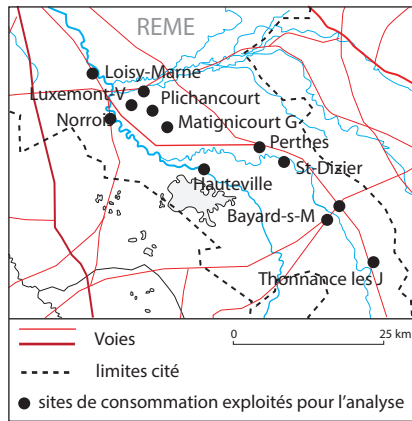 REME
Loisy-Marne
Luxemont-V
Plichancourt
Norrois
Matignicourt G
Perthes
St-Dizier
Hauteville
Bayard-s-M
Thonnance les J
Voies
0 25 km
limites cité
sites de consommation exploités pour l'analyse